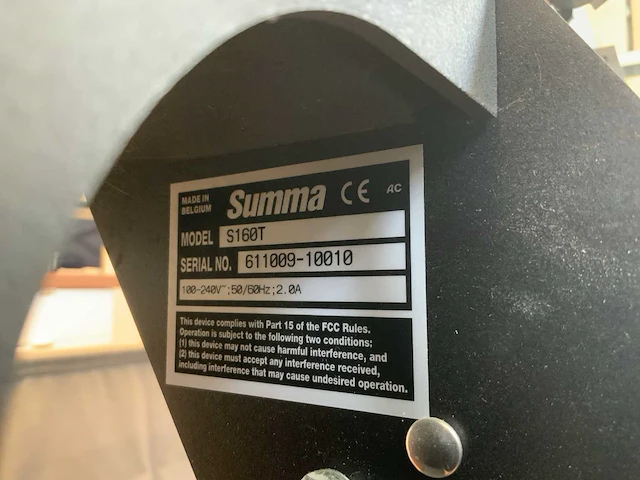 MADE IN
BELGIUM
Summa CE AC
MODEL S160T
SERIAL NO. 611009-10010
100-240V~;50/60Hz;2.0A
This device complies with Part 15 of the FCC Rules.
Operation is subject to the following two conditions:
(1) this device may not cause harmful interference, and
(2) this device must accept any interference received,
including interference that may cause undesired operation.